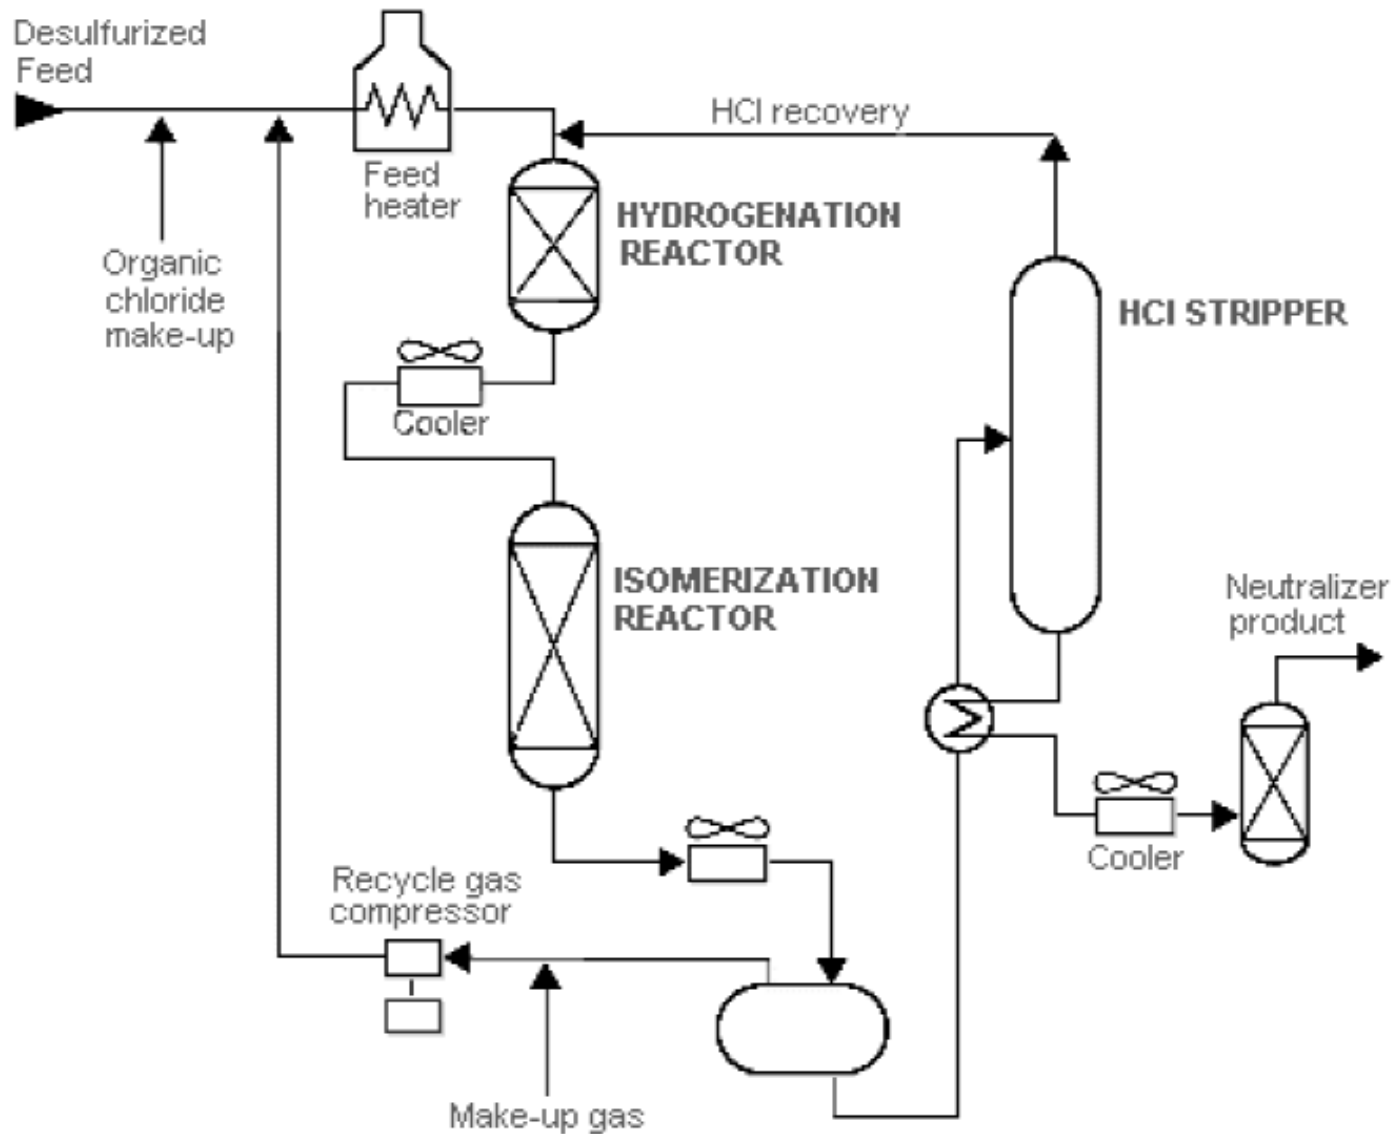 Desulfurized
Feed
HCl recovery
Feed
heater
HYDROGENATION
REACTOR
Organic
chloride
make-up
HCl STRIPPER
Cooler
ISOMERIZATION
REACTOR
Neutralizer
product
Cooler
Recycle gas
compressor
Make-up gas